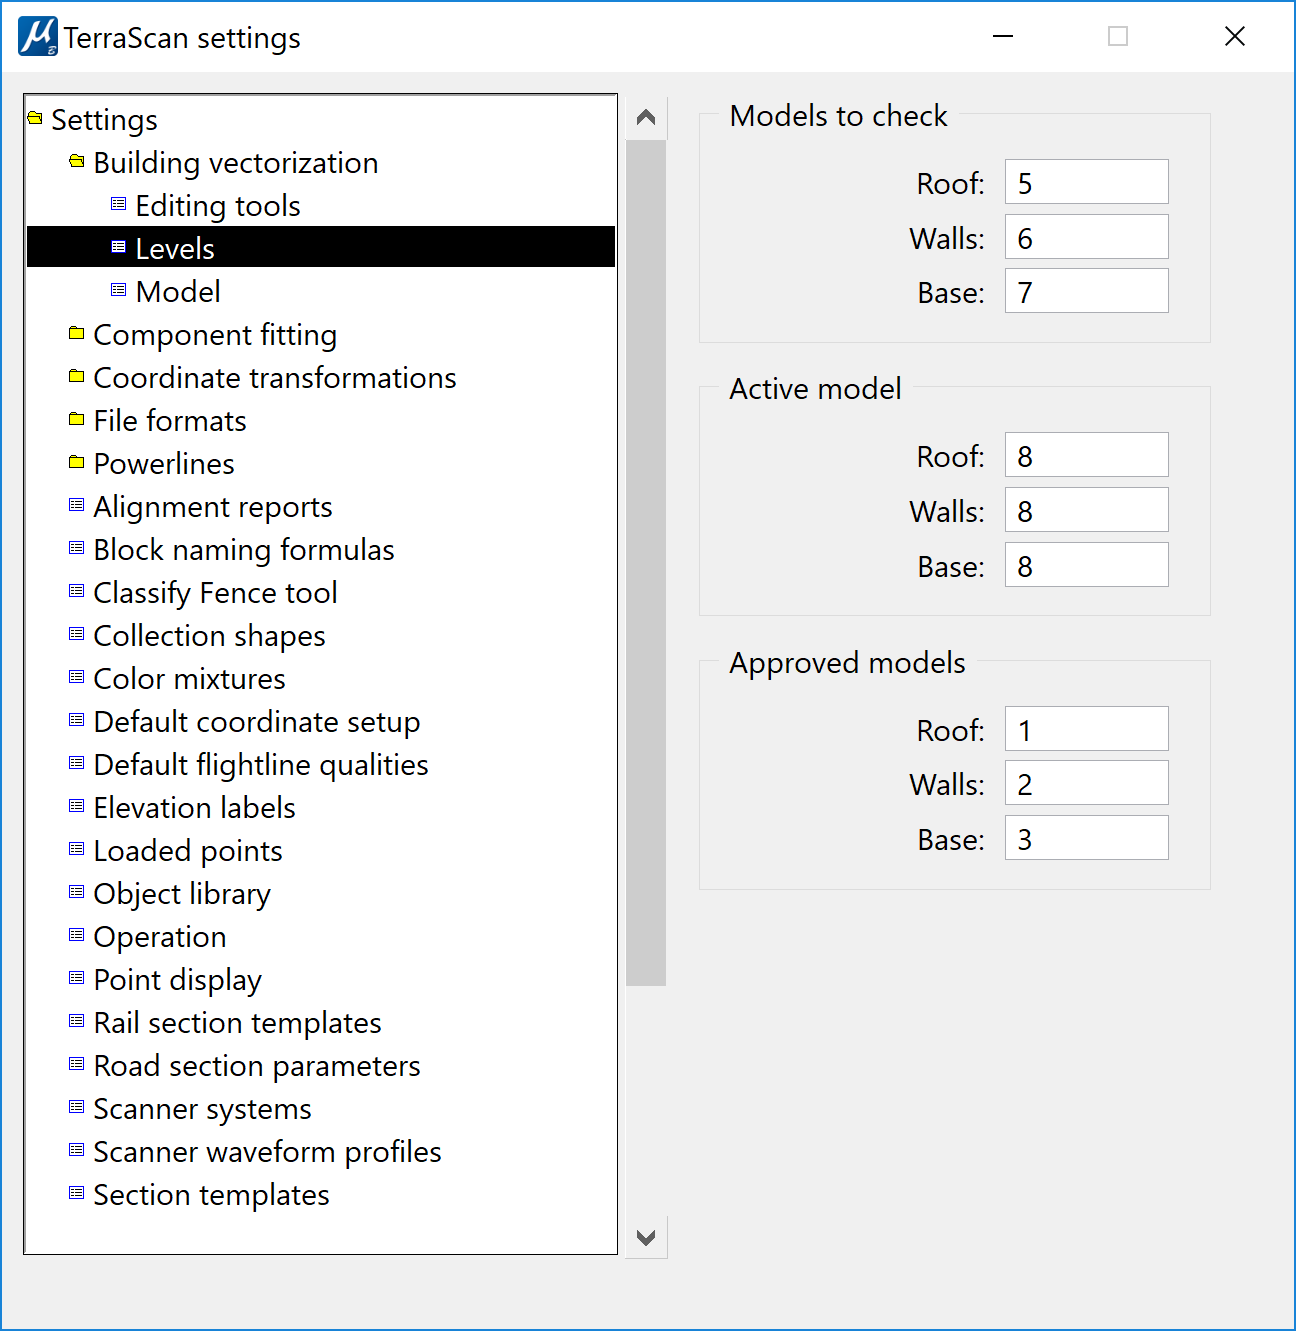 TerraScan settings
Settings
Building vectorization
Editing tools
Levels
Model
Component fitting
Coordinate transformations
File formats
Powerlines
Alignment reports
Block naming formulas
Classify Fence tool
Collection shapes
Color mixtures
Default coordinate setup
Default flightline qualities
Elevation labels
Loaded points
Object library
Operation
Point display
Rail section templates
Road section parameters
Scanner systems
Scanner waveform profiles
Section templates
Models to check
Roof: 5
Walls: 6
Base: 7
Active model
Roof: 8
Walls: 8
Base: 8
Approved models
Roof: 1
Walls: 2
Base: 3